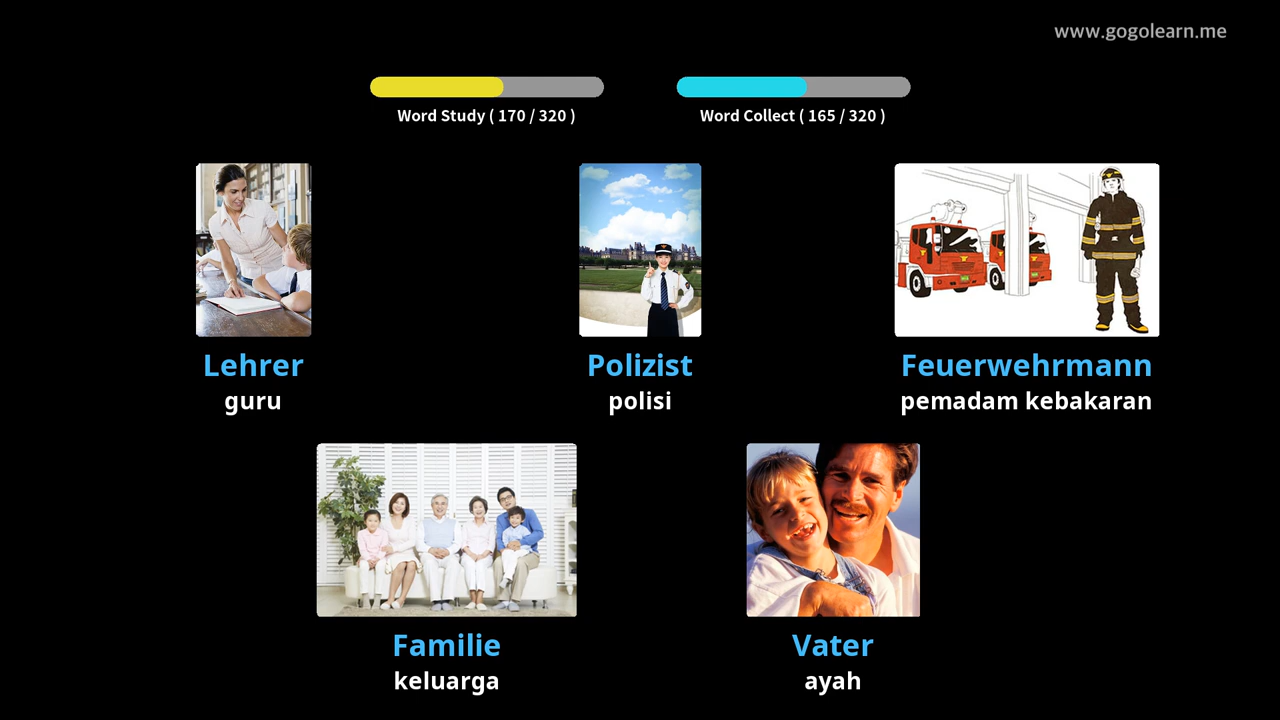 www.gogolearn.me
Word Study ( 170 / 320 )
Word Collect ( 165 / 320 )
Lehrer
guru
Polizist
polisi
Feuerwehrmann
pemadam kebakaran
Familie
keluarga
Vater
ayah